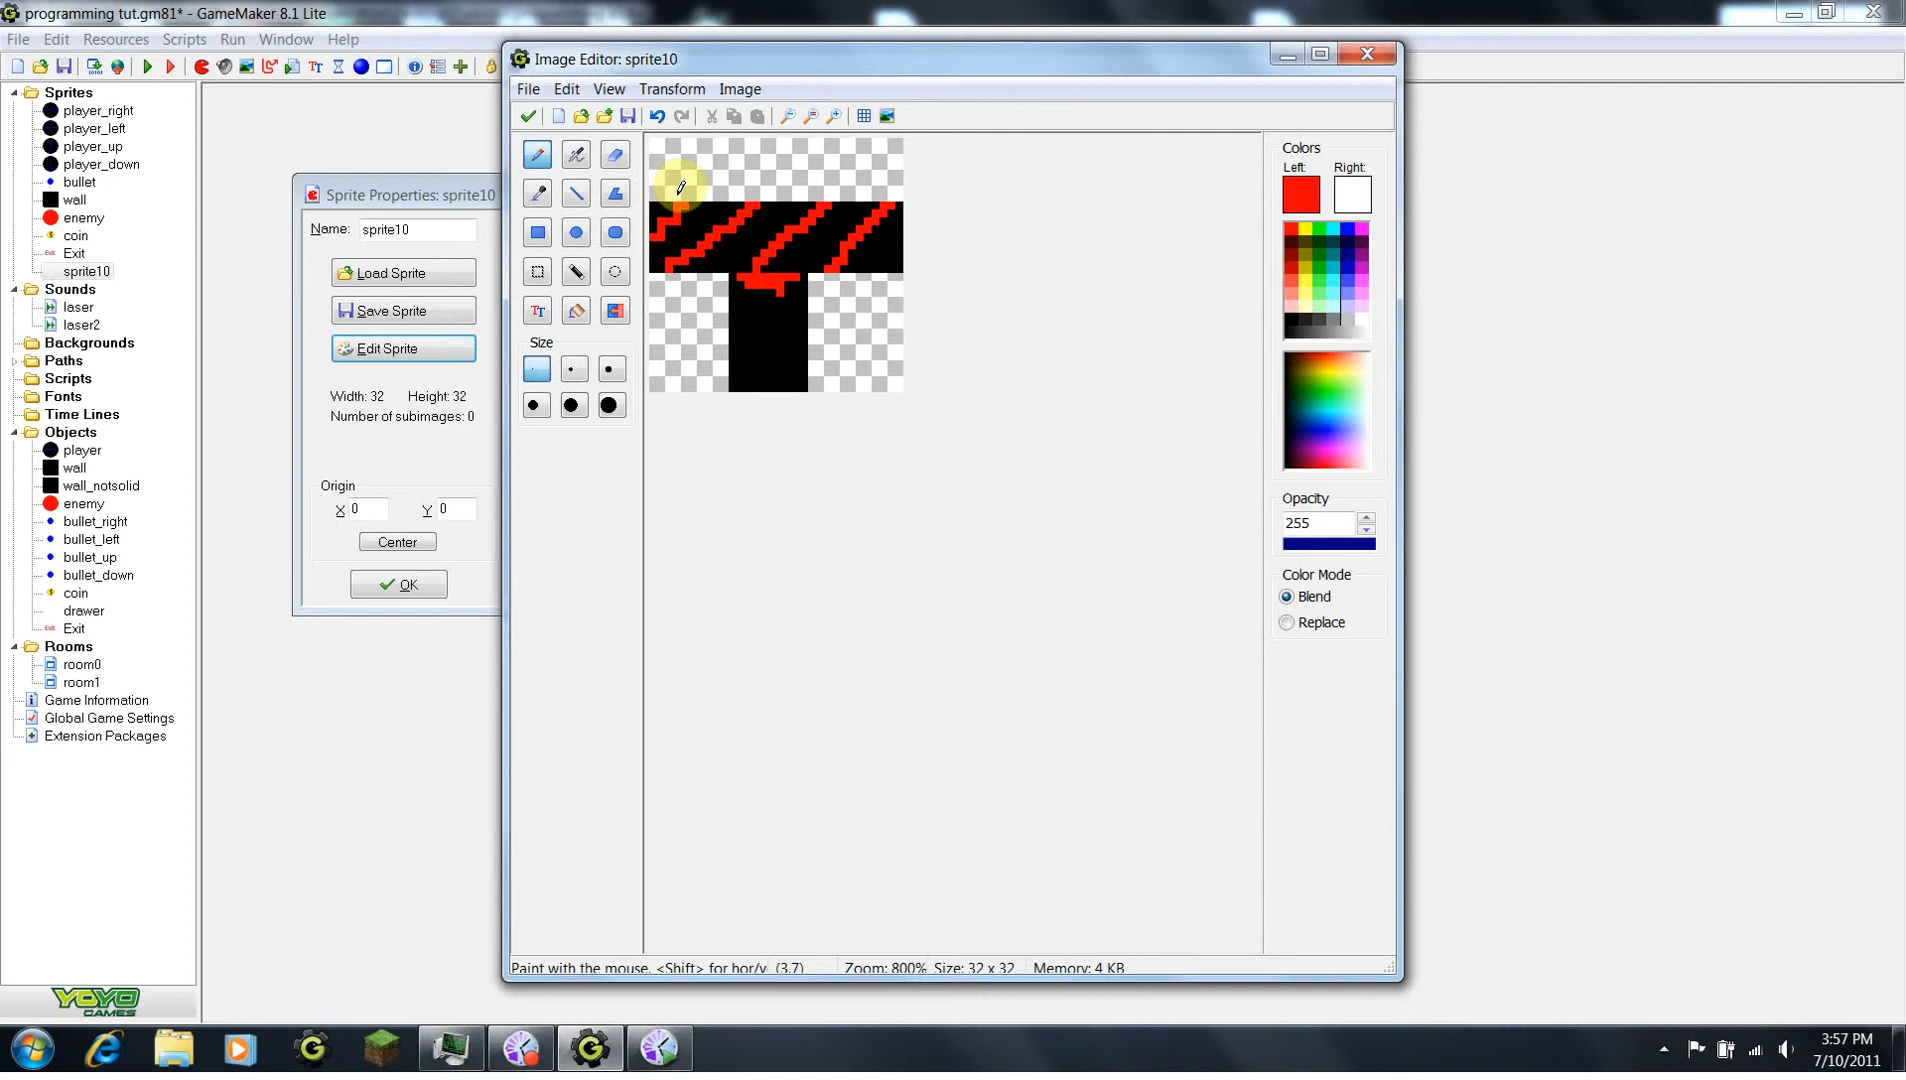 programming tut.gm81* - GameMaker 8.1 Lite
File Edit Resources Scripts Run Window Help
Sprites
player_right
player_left
player_up
player_down
bullet
wall
enemy
coin
Exit
sprite10
Sounds
laser
laser2
Backgrounds
Paths
Scripts
Fonts
Time Lines
Objects
player
wall
wall_notsolid
enemy
bullet_right
bullet_left
bullet_up
bullet_down
coin
drawer
Exit
Rooms
room0
room1
Game Information
Global Game Settings
Extension Packages
YOYO
GAMES
Sprite Properties: sprite10
Name: sprite10
Load Sprite
Save Sprite
Edit Sprite
Width: 32 Height: 32
Number of subimages: 0
Origin
X 0 Y 0
Center
OK
Image Editor: sprite10
File Edit View Transform Image
Size
Colors
Left: Right:
Opacity
255
Color Mode
Blend
Replace
Paint with the mouse. <Shift> for hor/v (3,7) Zoom: 800% Size: 32 x 32 Memory: 4 KB
3:57 PM
7/10/2011